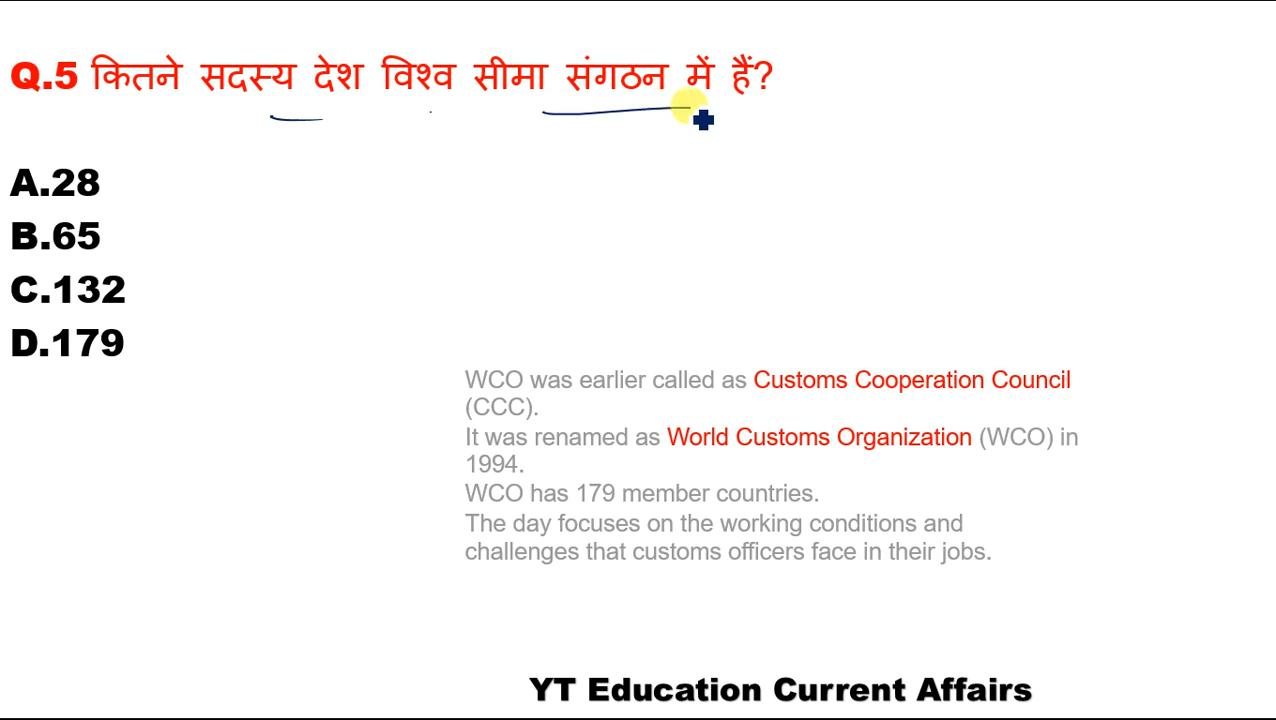 Q.5 कितने सदस्य देश विश्व सीमा संगठन में हैं?
A.28
B.65
C.132
D.179
WCO was earlier called as Customs Cooperation Council
(CCC).
It was renamed as World Customs Organization (WCO) in
1994.
WCO has 179 member countries.
The day focuses on the working conditions and
challenges that customs officers face in their jobs.
YT Education Current Affairs